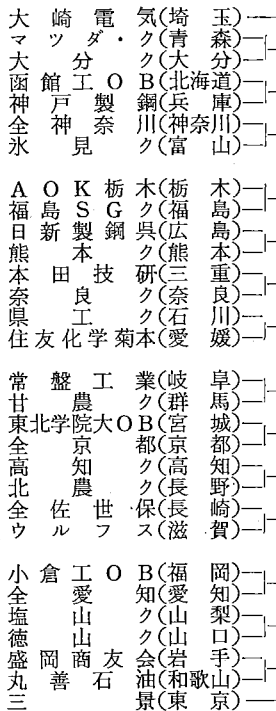 大崎電気(埼玉)
マツダ・ク(青森)
大分ク(大分)
函館工OB(北海道)
神戸製鋼(兵庫)
全神奈川(神奈川)
氷見ク(富山)
AOK栃木(栃木)
福島SGク(福島)
日新製鋼呉(広島)
熊本ク(熊本)
本田技研(三重)
奈良ク(奈良)
県工ク(石川)
住友化学菊本(愛媛)
常盤工業(岐阜)
甘農ク(群馬)
東北学院大OB(宮城)
全京都(京都)
高知ク(高知)
北農ク(長野)
全佐世保(長崎)
ウルフス(滋賀)
小倉工OB(福岡)
全愛知(愛知)
塩山ク(山梨)
徳山ク(山口)
盛岡商友会(岩手)
丸善石油(和歌山)
三景(東京)